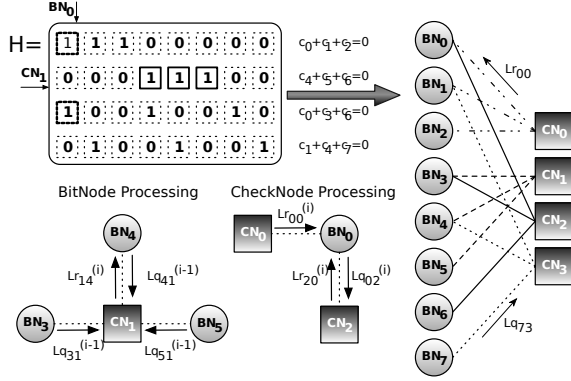 BN₀
H= 1 1 1 0 0 0 0 0 c₀+c₁+c₂=0
CN₁ 0 0 0 1 1 1 0 0 c₄+c₅+c₆=0
1 0 0 1 0 0 1 0 c₀+c₃+c₆=0
0 1 0 0 1 0 0 1 c₁+c₄+c₇=0
BitNode Processing
BN₄
Lr₁₄⁽ⁱ⁾ Lq₄₁⁽ⁱ⁻¹⁾
BN₃ CN₁ BN₅
Lq₃₁⁽ⁱ⁻¹⁾ Lq₅₁⁽ⁱ⁻¹⁾
CheckNode Processing
Lr₀₀⁽ⁱ⁾
CN₀ BN₀
Lr₂₀⁽ⁱ⁾ Lq₀₂⁽ⁱ⁾
CN₂
BN₀
BN₁
BN₂
BN₃
BN₄
BN₅
BN₆
BN₇
Lr₀₀
CN₀
CN₁
CN₂
CN₃
Lq₇₃